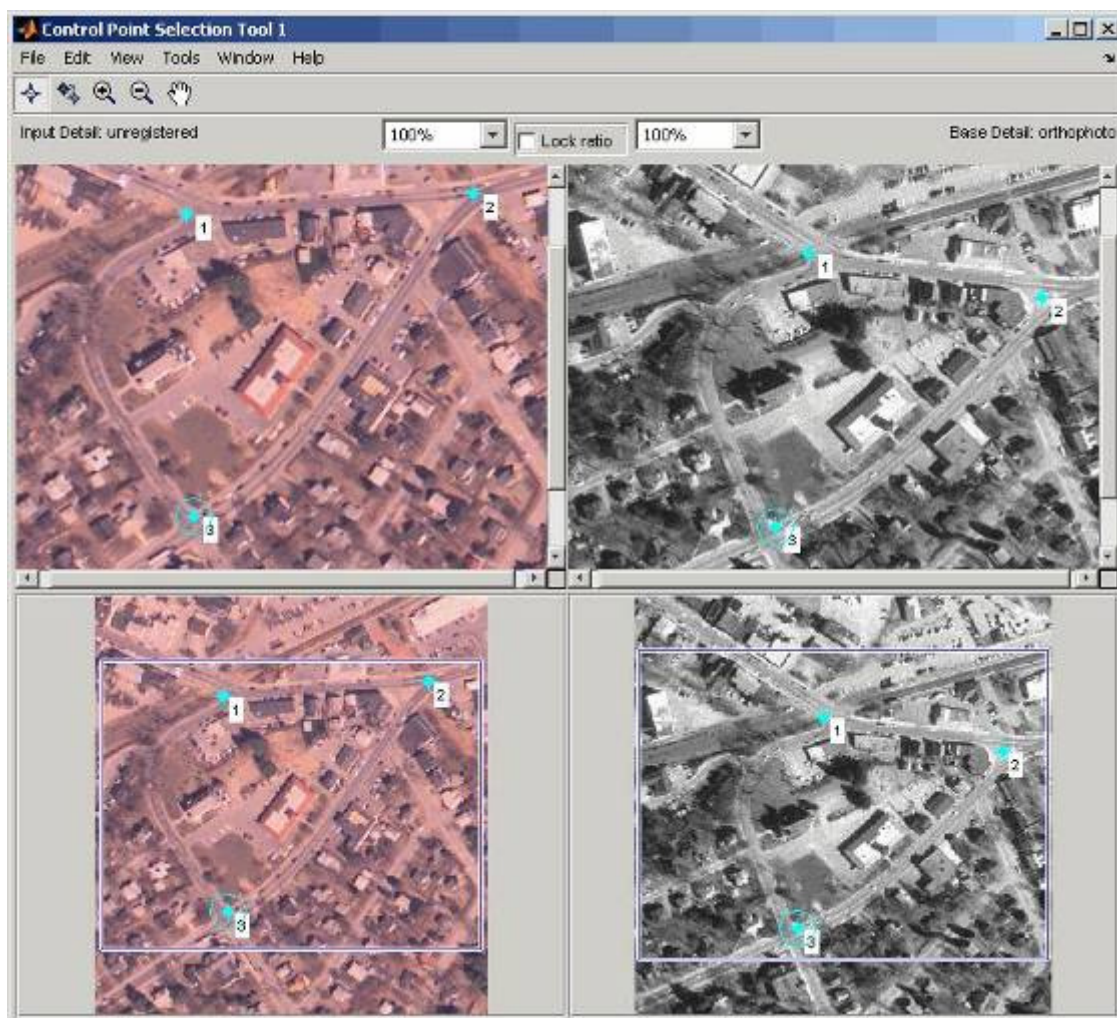 Control Point Selection Tool 1
File Edit View Tools Window Help
Input Detail: unregistered 100% Lock ratio 100% Base Detail: orthophoto
1 2 3
1 2 3
1 2 3
1 2 3